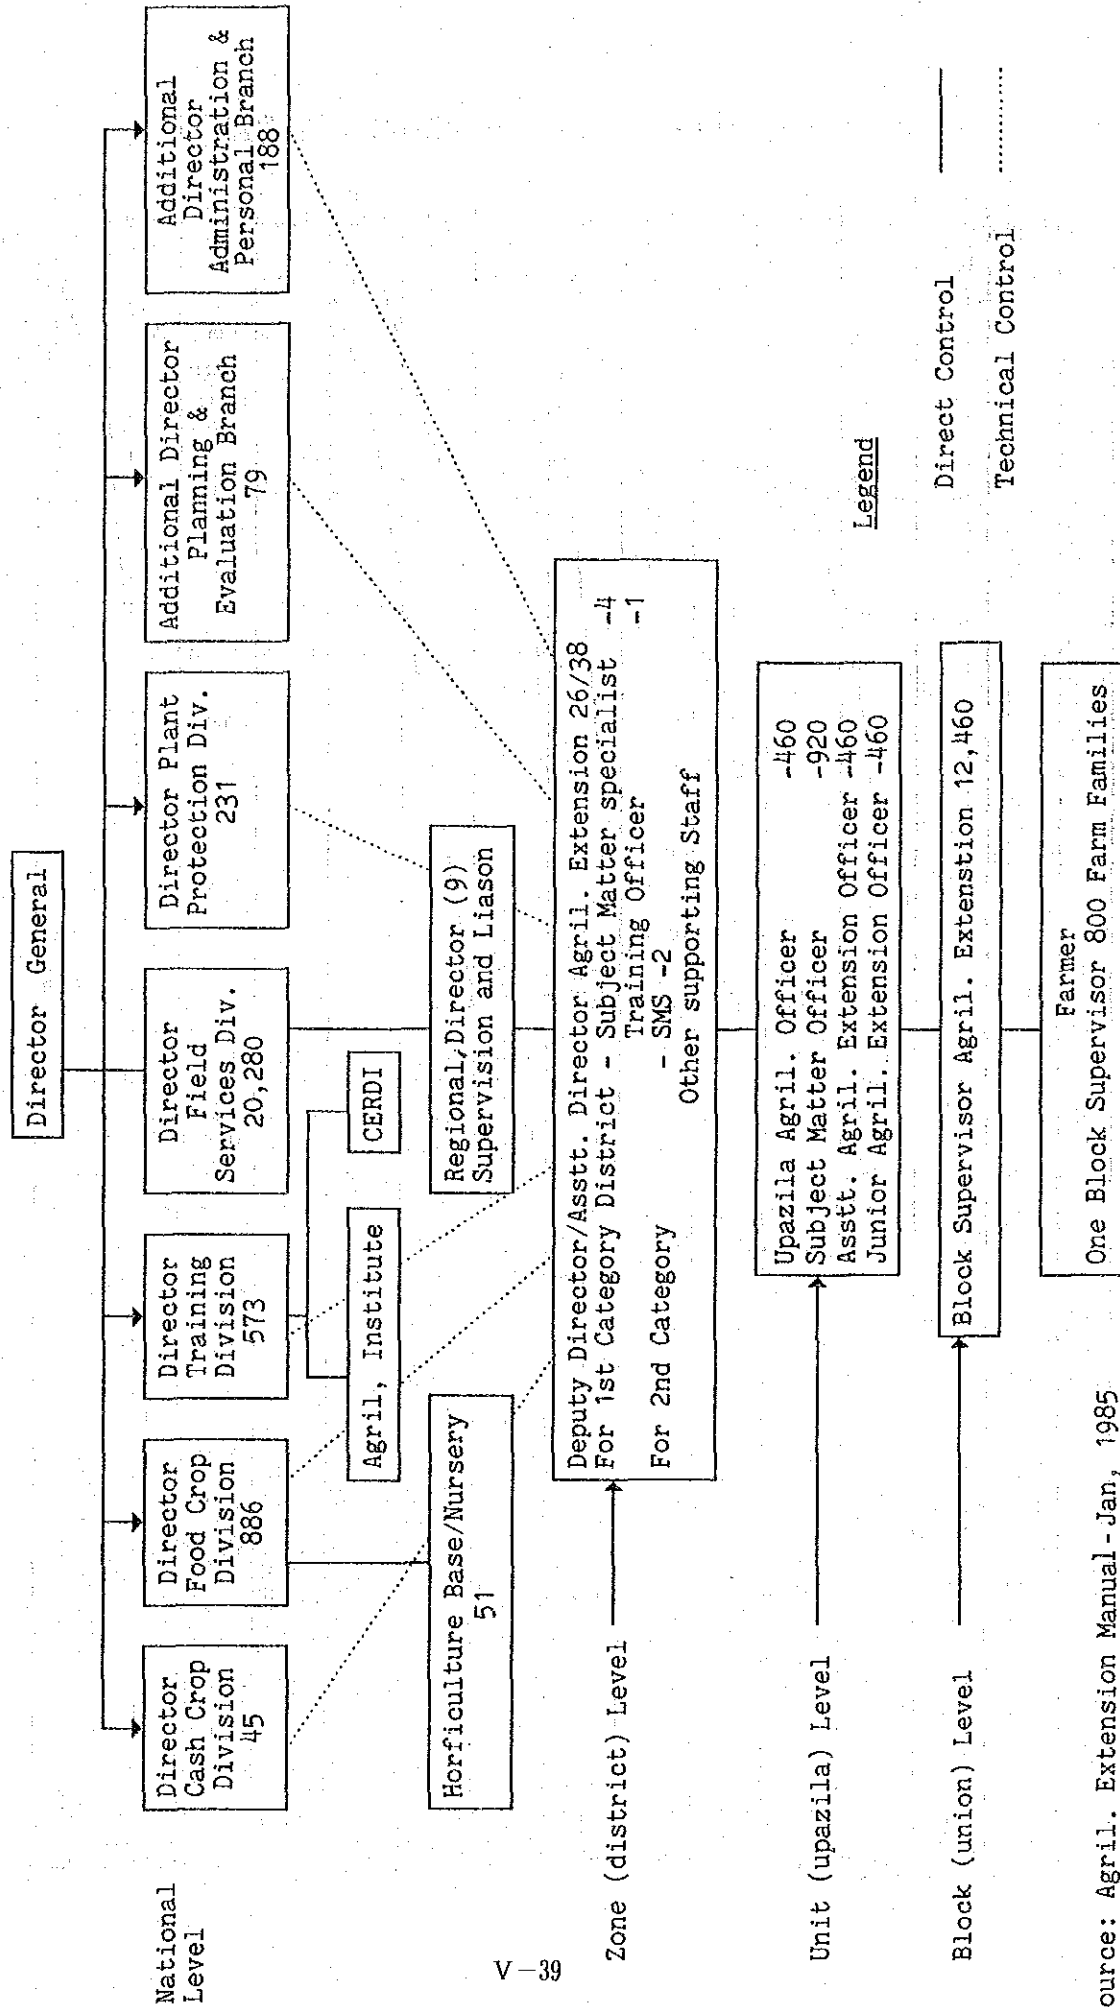 Director General
National
Level
Director
Cash Crop
Division
45
Director
Food Crop
Division
886
Director
Training
Division
573
Director
Field
Services Div.
20,280
Director Plant
Protection Div.
231
Additional Director
Planning &
Evaluation Branch
79
Additional
Director
Administration &
Personal Branch
188
Agril, Institute
CERDI
Horficulture Base/Nursery
51
Regional,Director (9)
Supervision and Liason
Zone (district) Level
Deputy Director/Asstt. Director Agril. Extension 26/38
For 1st Category District - Subject Matter specialist -4
Training Officer -1
For 2nd Category - SMS -2
Other supporting Staff
Unit (upazila) Level
Upazila Agril. Officer -460
Subject Matter Officer -920
Asstt. Agril. Extension Officer -460
Junior Agril. Extension Officer -460
Block (union) Level
Block Supervisor Agril. Extenstion 12,460
Farmer
One Block Supervisor 800 Farm Families
Legend
Direct Control
Technical Control
ource: Agril. Extension Manual - Jan, 1985
V-39